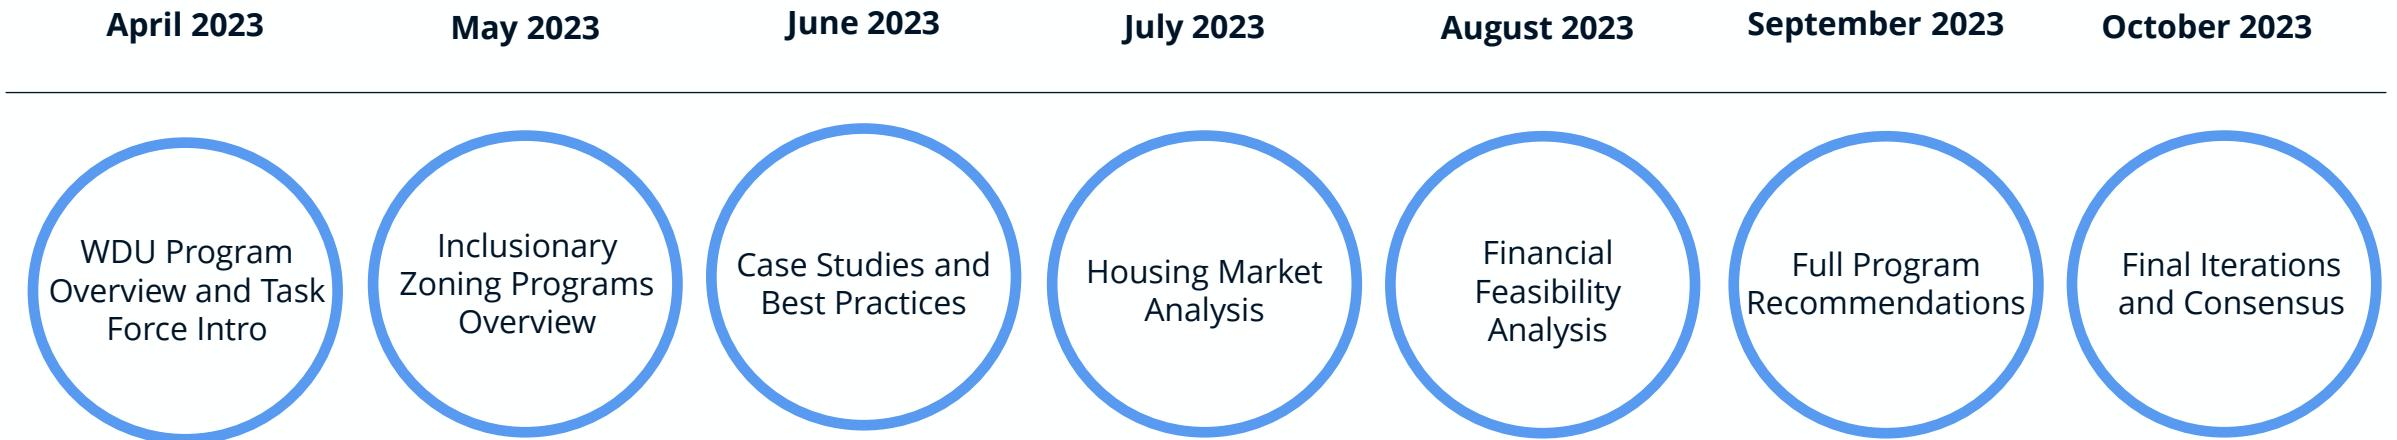 April 2023
May 2023
June 2023
July 2023
August 2023
September 2023
October 2023
WDU Program
Overview and Task
Force Intro
Inclusionary
Zoning Programs
Overview
Case Studies and
Best Practices
Housing Market
Analysis
Financial
Feasibility
Analysis
Full Program
Recommendations
Final Iterations
and Consensus